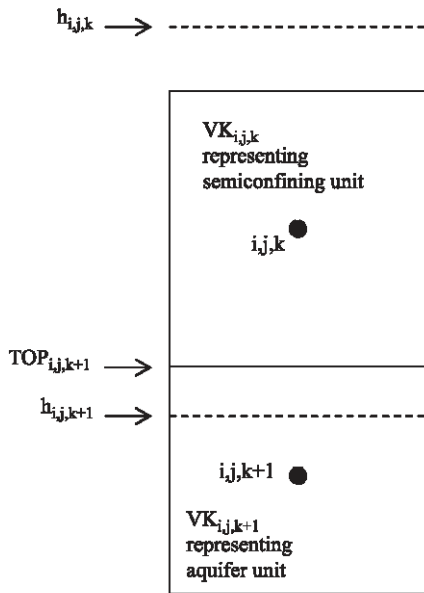 h_{i,j,k}
VK_{i,j,k}
representing
semiconfining unit
i,j,k
TOP_{i,j,k+1}
h_{i,j,k+1}
i,j,k+1
VK_{i,j,k+1}
representing
aquifer unit